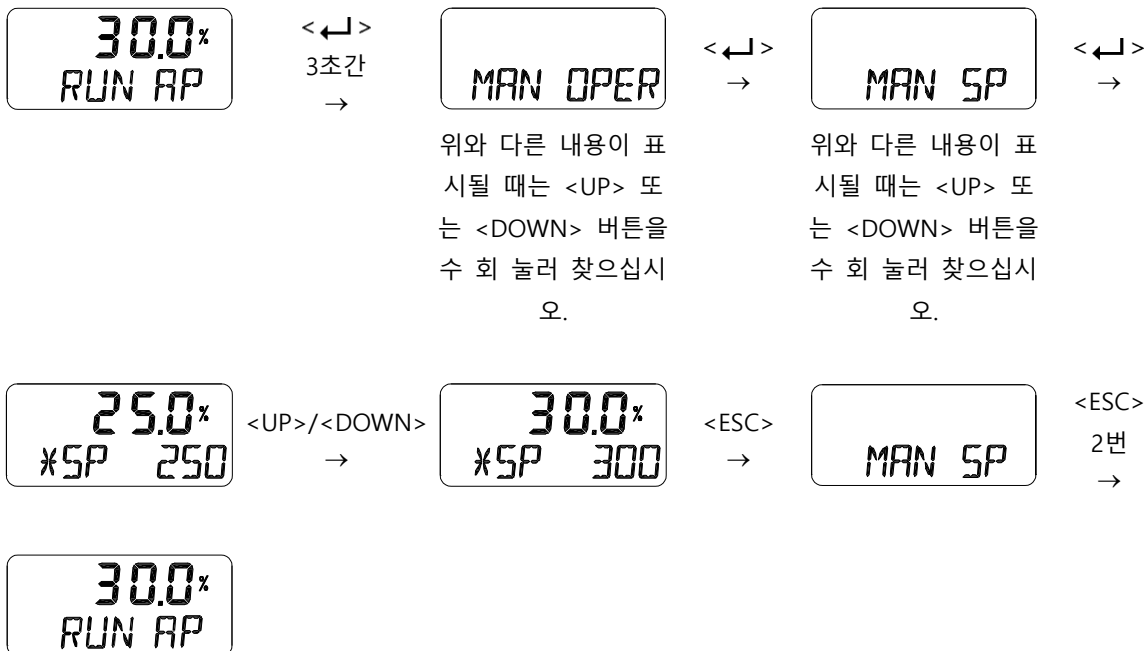 30.0%
RUN AP
<↵>
3초간
→
MAN OPER
<↵>
→
MAN SP
<↵>
→
위와 다른 내용이 표
시될 때는 <UP> 또
는 <DOWN> 버튼을
수 회 눌러 찾으십시
오.
위와 다른 내용이 표
시될 때는 <UP> 또
는 <DOWN> 버튼을
수 회 눌러 찾으십시
오.
25.0%
*SP 250
<UP>/<DOWN>
→
30.0%
*SP 300
<ESC>
→
MAN SP
<ESC>
2번
→
30.0%
RUN AP